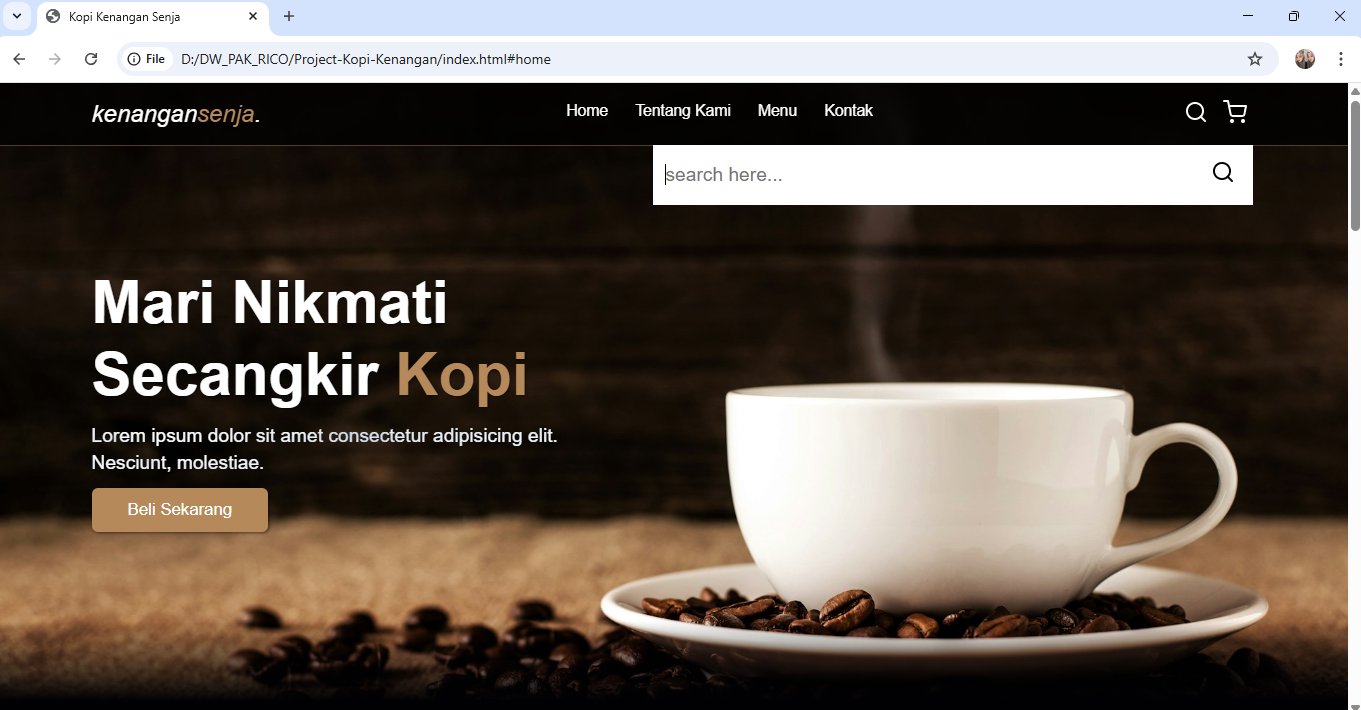 Kopi Kenangan Senja
File D:/DW_PAK_RICO/Project-Kopi-Kenangan/index.html#home
kenangansenja. Home Tentang Kami Menu Kontak
search here...
Mari Nikmati
Secangkir Kopi
Lorem ipsum dolor sit amet consectetur adipisicing elit.
Nesciunt, molestiae.
Beli Sekarang